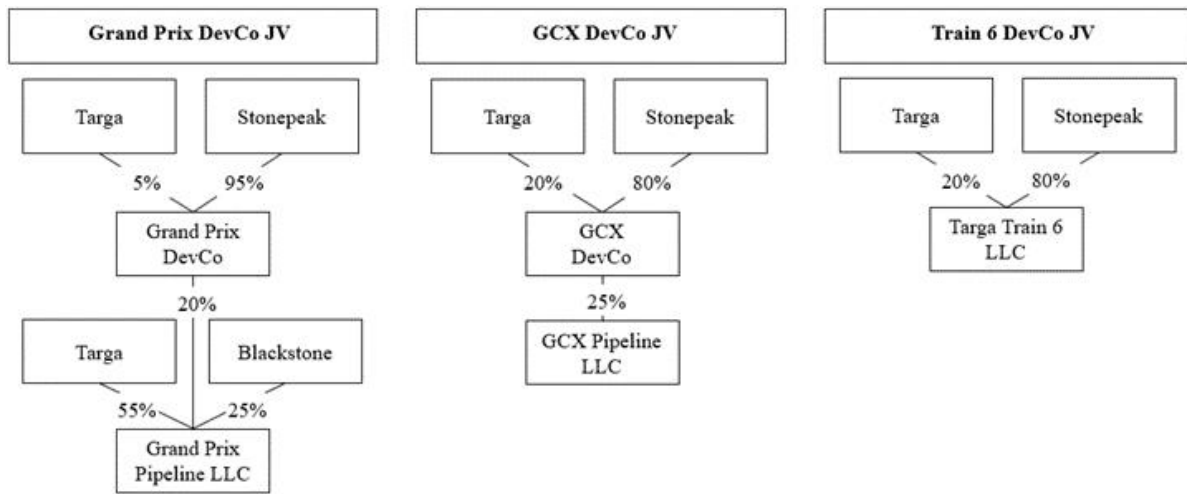 Grand Prix DevCo JV
Targa
Stonepeak
5%
95%
Grand Prix
DevCo
20%
Targa
Blackstone
55%
25%
Grand Prix
Pipeline LLC
GCX DevCo JV
Targa
Stonepeak
20%
80%
GCX
DevCo
25%
GCX Pipeline
LLC
Train 6 DevCo JV
Targa
Stonepeak
20%
80%
Targa Train 6
LLC